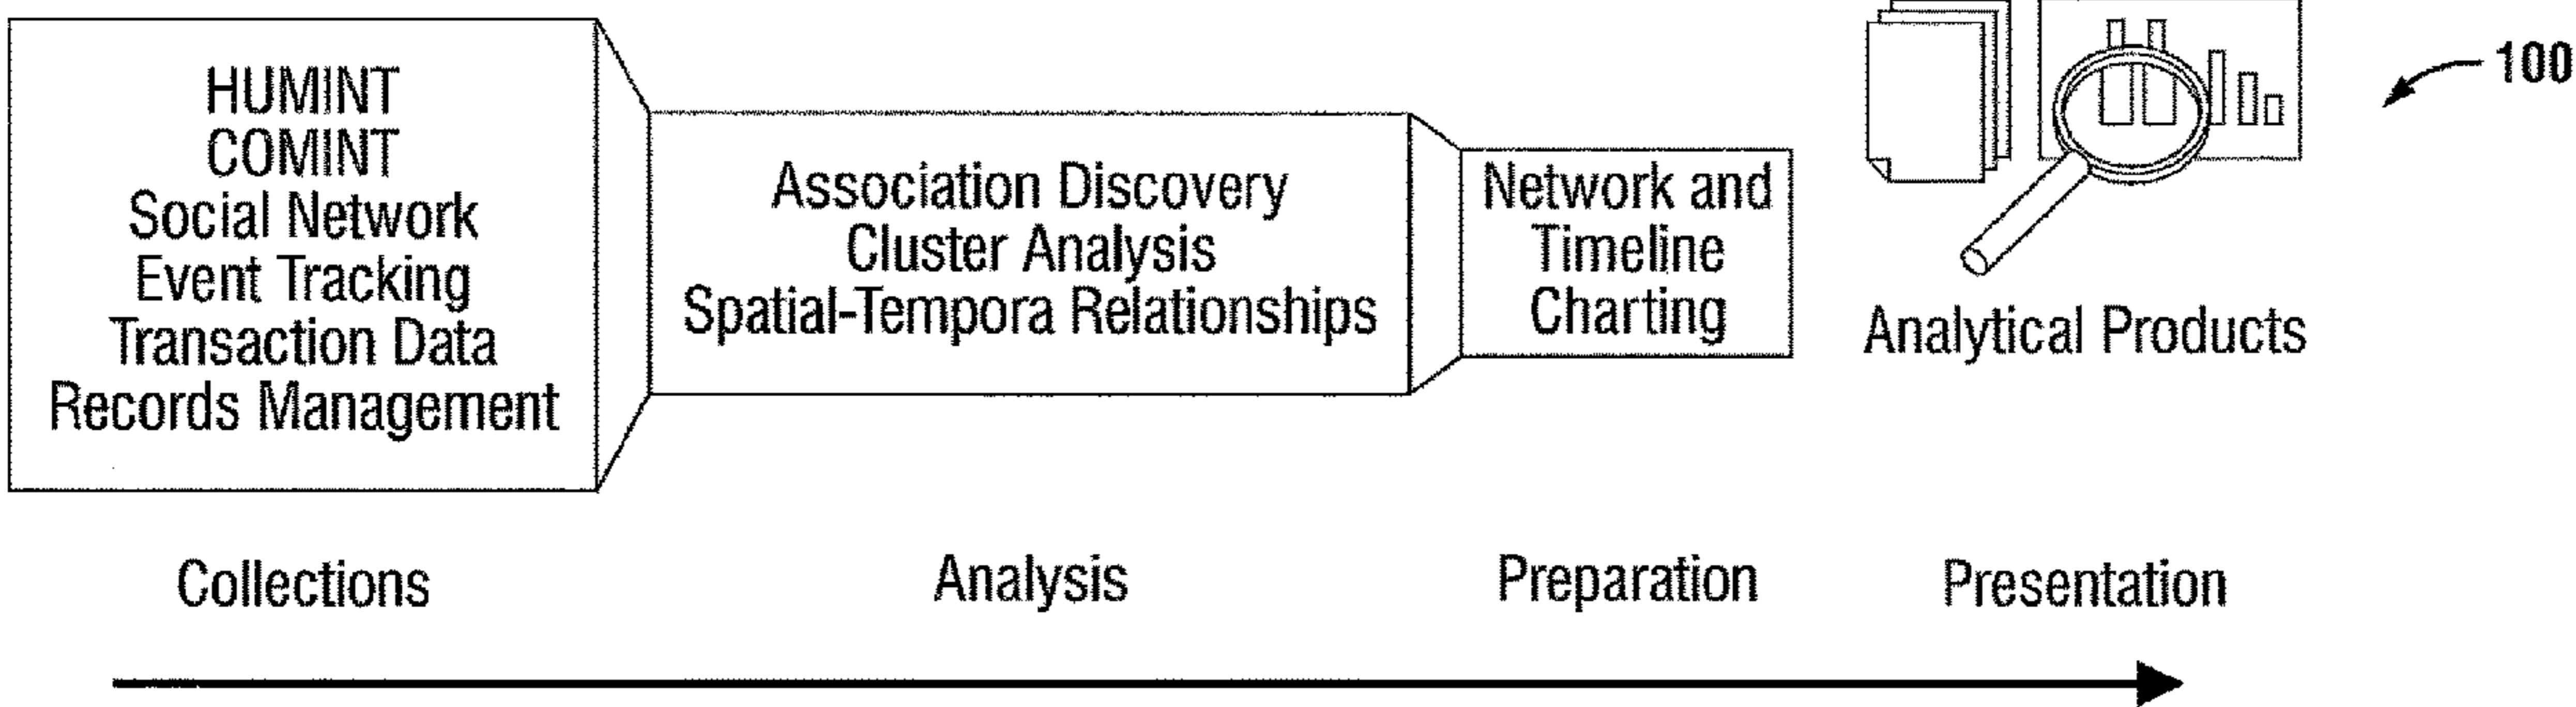 HUMINT
COMINT
Social Network
Event Tracking
Transaction Data
Records Management
Association Discovery
Cluster Analysis
Spatial-Tempora Relationships
Network and
Timeline
Charting
Analytical Products
100
Collections
Analysis
Preparation
Presentation